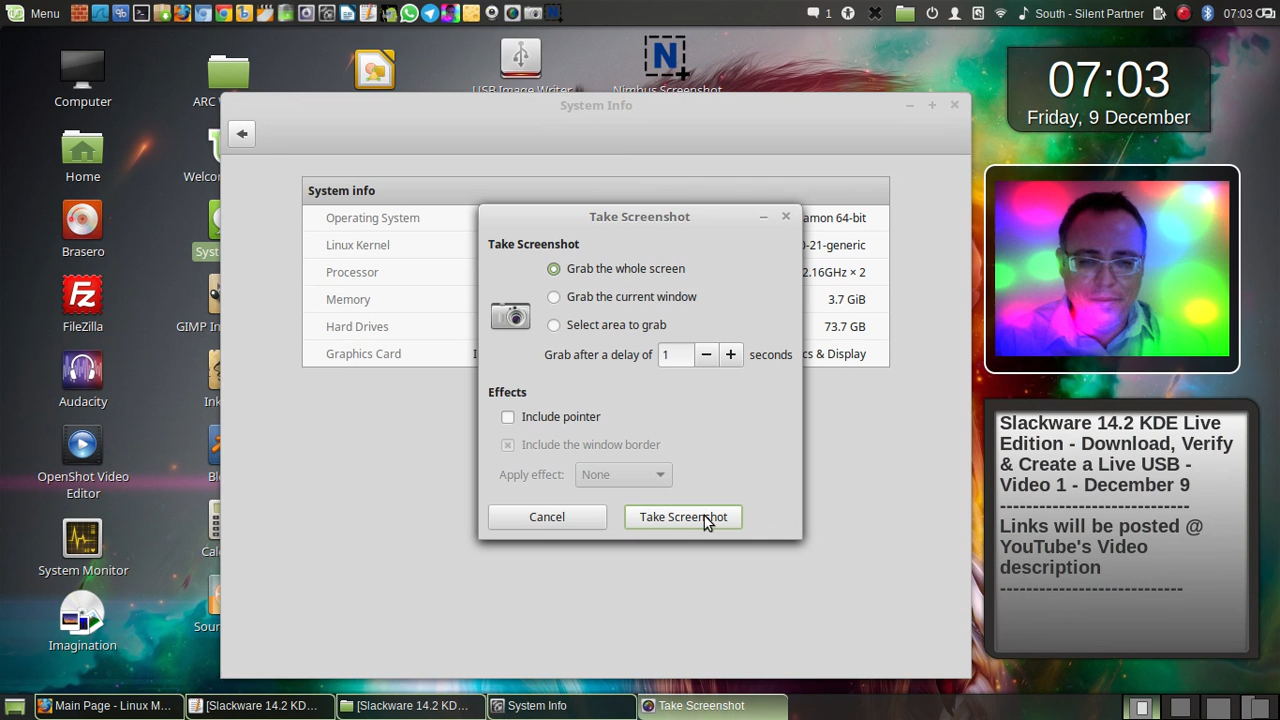 Menu
1
South - Silent Partner
07:03
Computer
ARC
USB Image Writer
Nimbus Screenshot
07:03
Friday, 9 December
Home
Welco
Brasero
Syst
FileZilla
GIMP In
Audacity
Ink
OpenShot Video
Editor
Bl
System Monitor
Calc
Imagination
Sour
System Info
System info
Operating System
amon 64-bit
Linux Kernel
0-21-generic
Processor
2.16GHz × 2
Memory
3.7 GiB
Hard Drives
73.7 GB
Graphics Card
I
cs & Display
Take Screenshot
Take Screenshot
Grab the whole screen
Grab the current window
Select area to grab
Grab after a delay of 1 seconds
Effects
Include pointer
Include the window border
Apply effect: None
Cancel
Take Screenshot
Slackware 14.2 KDE Live
Edition - Download, Verify
& Create a Live USB -
Video 1 - December 9
----------------------------
Links will be posted @
YouTube's Video
description
---------------------------
Main Page - Linux M...
[Slackware 14.2 KD...
[Slackware 14.2 KD...
System Info
Take Screenshot